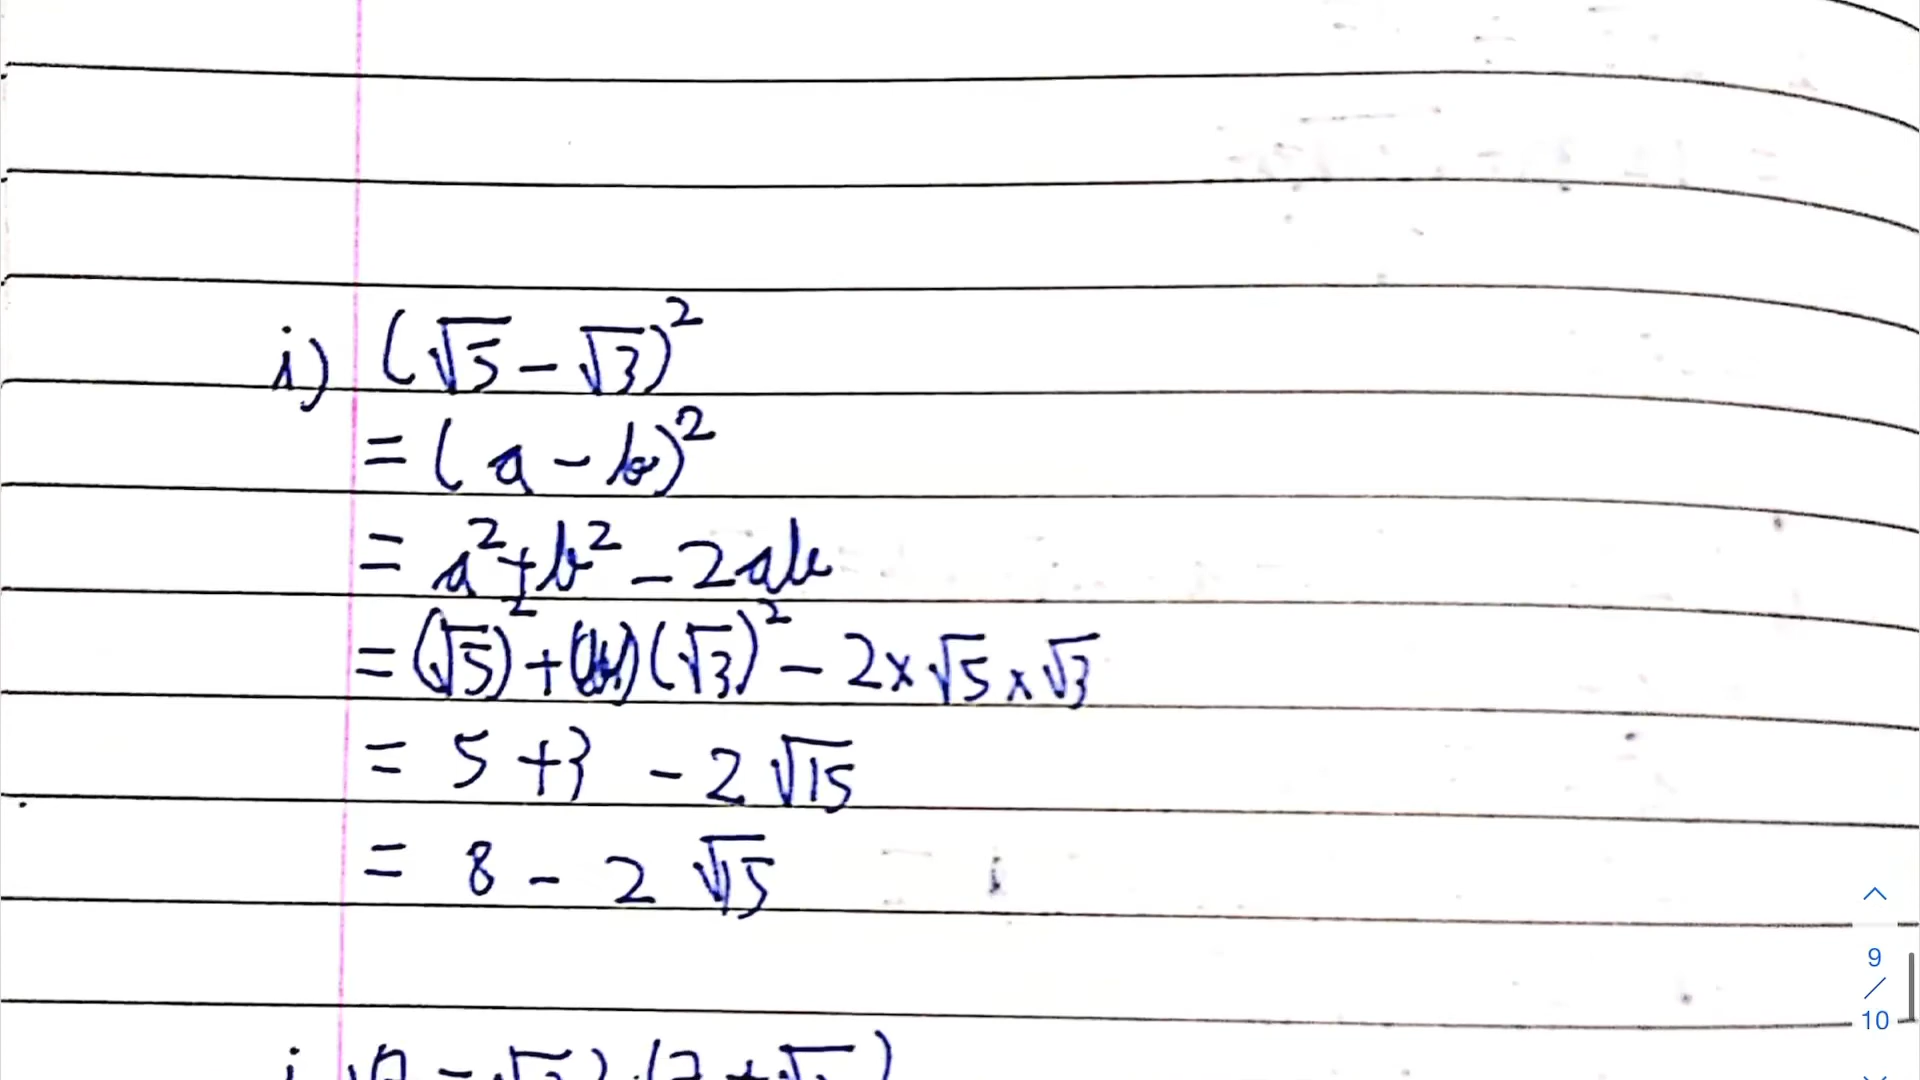 i) (√5 - √3)²
= (a - b)²
= a² + b² - 2ab
= (√5)² + (√3)² - 2 × √5 × √3
= 5 + 3 - 2 √15
= 8 - 2 √15
9
/
10